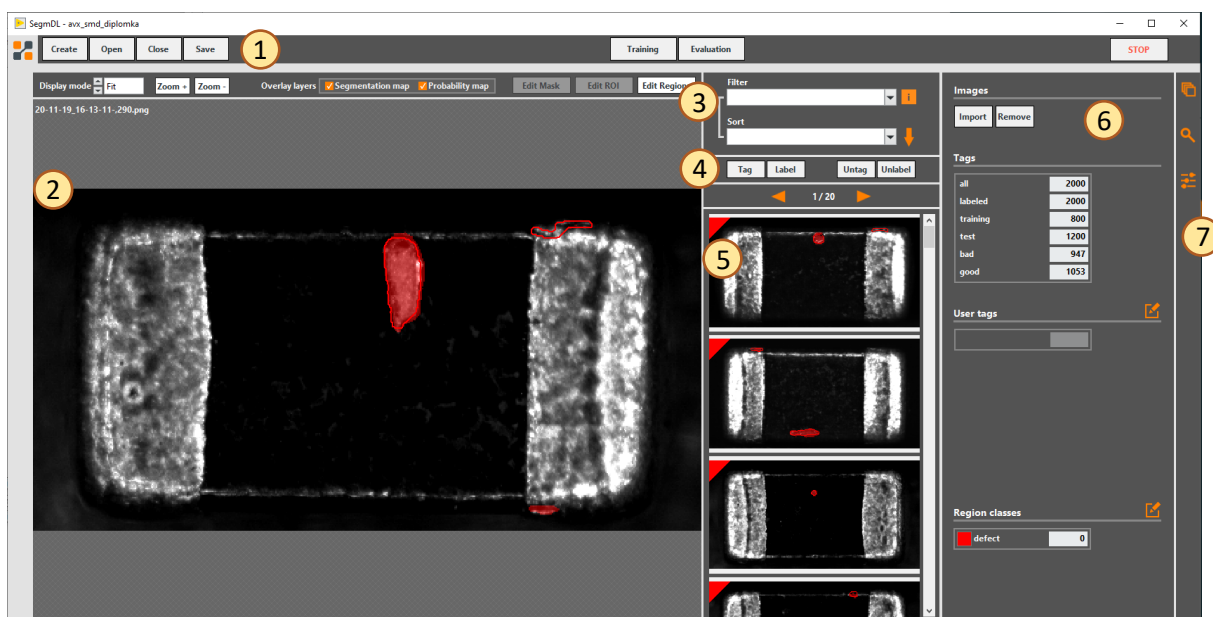 SegmDL - avx_smd_diplomka
Create Open Close Save 1 Training Evaluation STOP
Display mode Fit Zoom + Zoom - Overlay layers Segmentation map Probability map Edit Mask Edit ROI Edit Region
20-11-19_16-13-11-,290.png
2
3
Filter
i
Sort
4 Tag Label Untag Unlabel
1 / 20
5
Images
Import Remove 6
Tags
all 2000
labeled 2000
training 800
test 1200
bad 947
good 1053
User tags
Region classes
defect 0
7